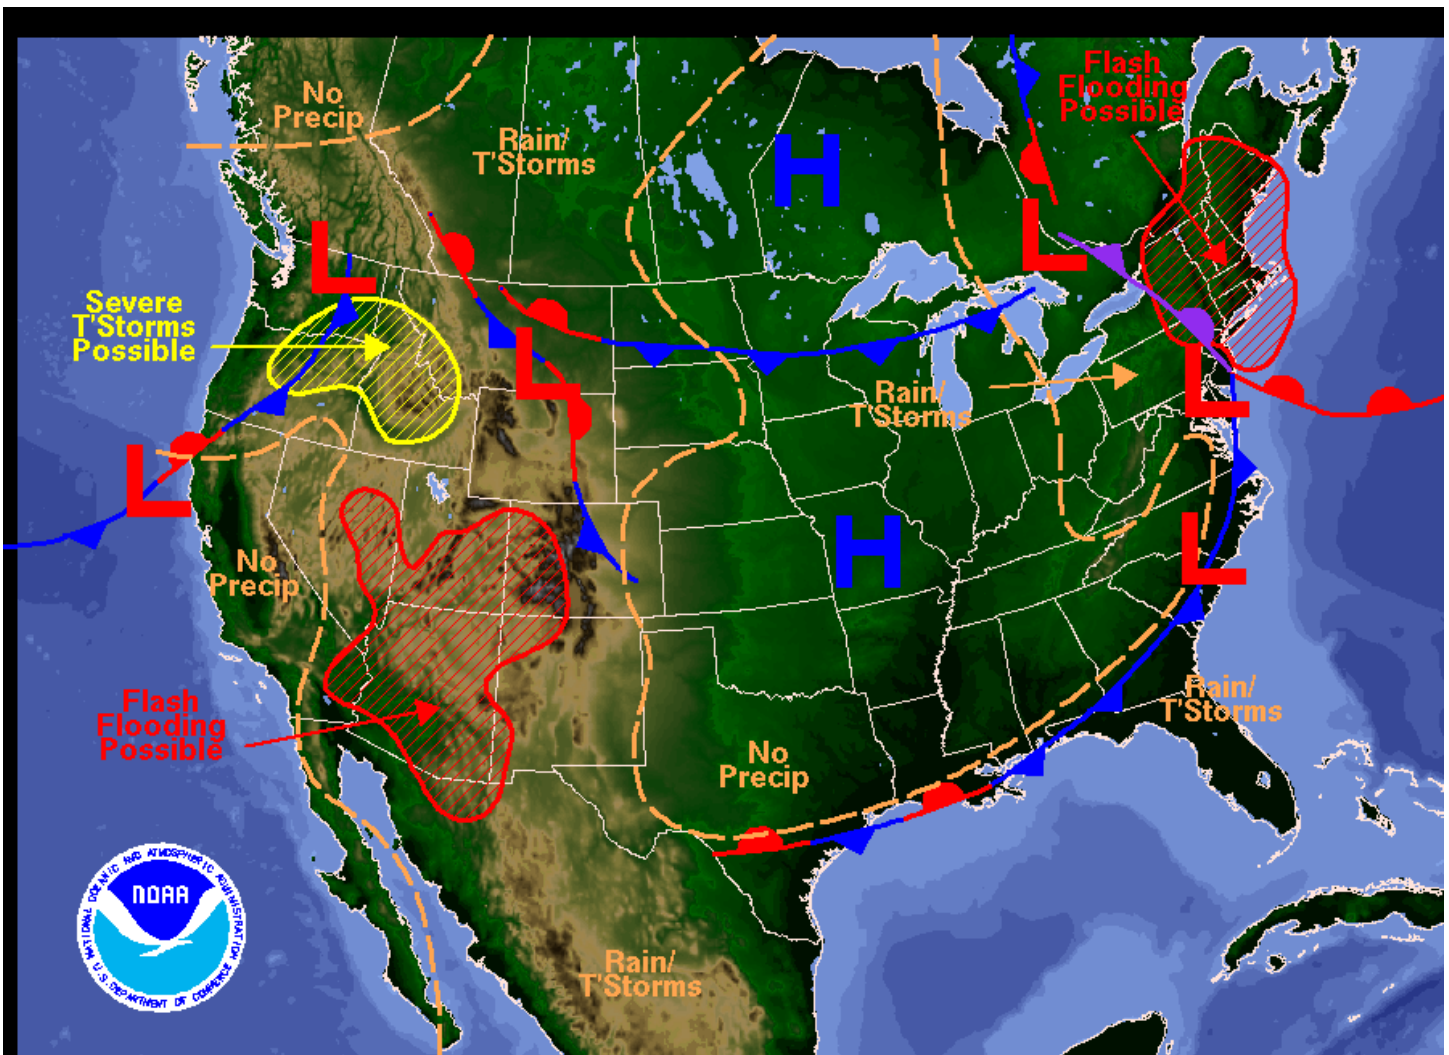 No
Precip
Rain/
T'Storms
Flash
Flooding
Possible
H
L
L
Severe
T'Storms
Possible
L
Rain/
T'Storms
L
L
H
L
No
Precip
Flash
Flooding
Possible
Rain/
T'Storms
No
Precip
Rain/
T'Storms
NATIONAL OCEANIC AND ATMOSPHERIC ADMINISTRATION
NOAA
U.S. DEPARTMENT OF COMMERCE